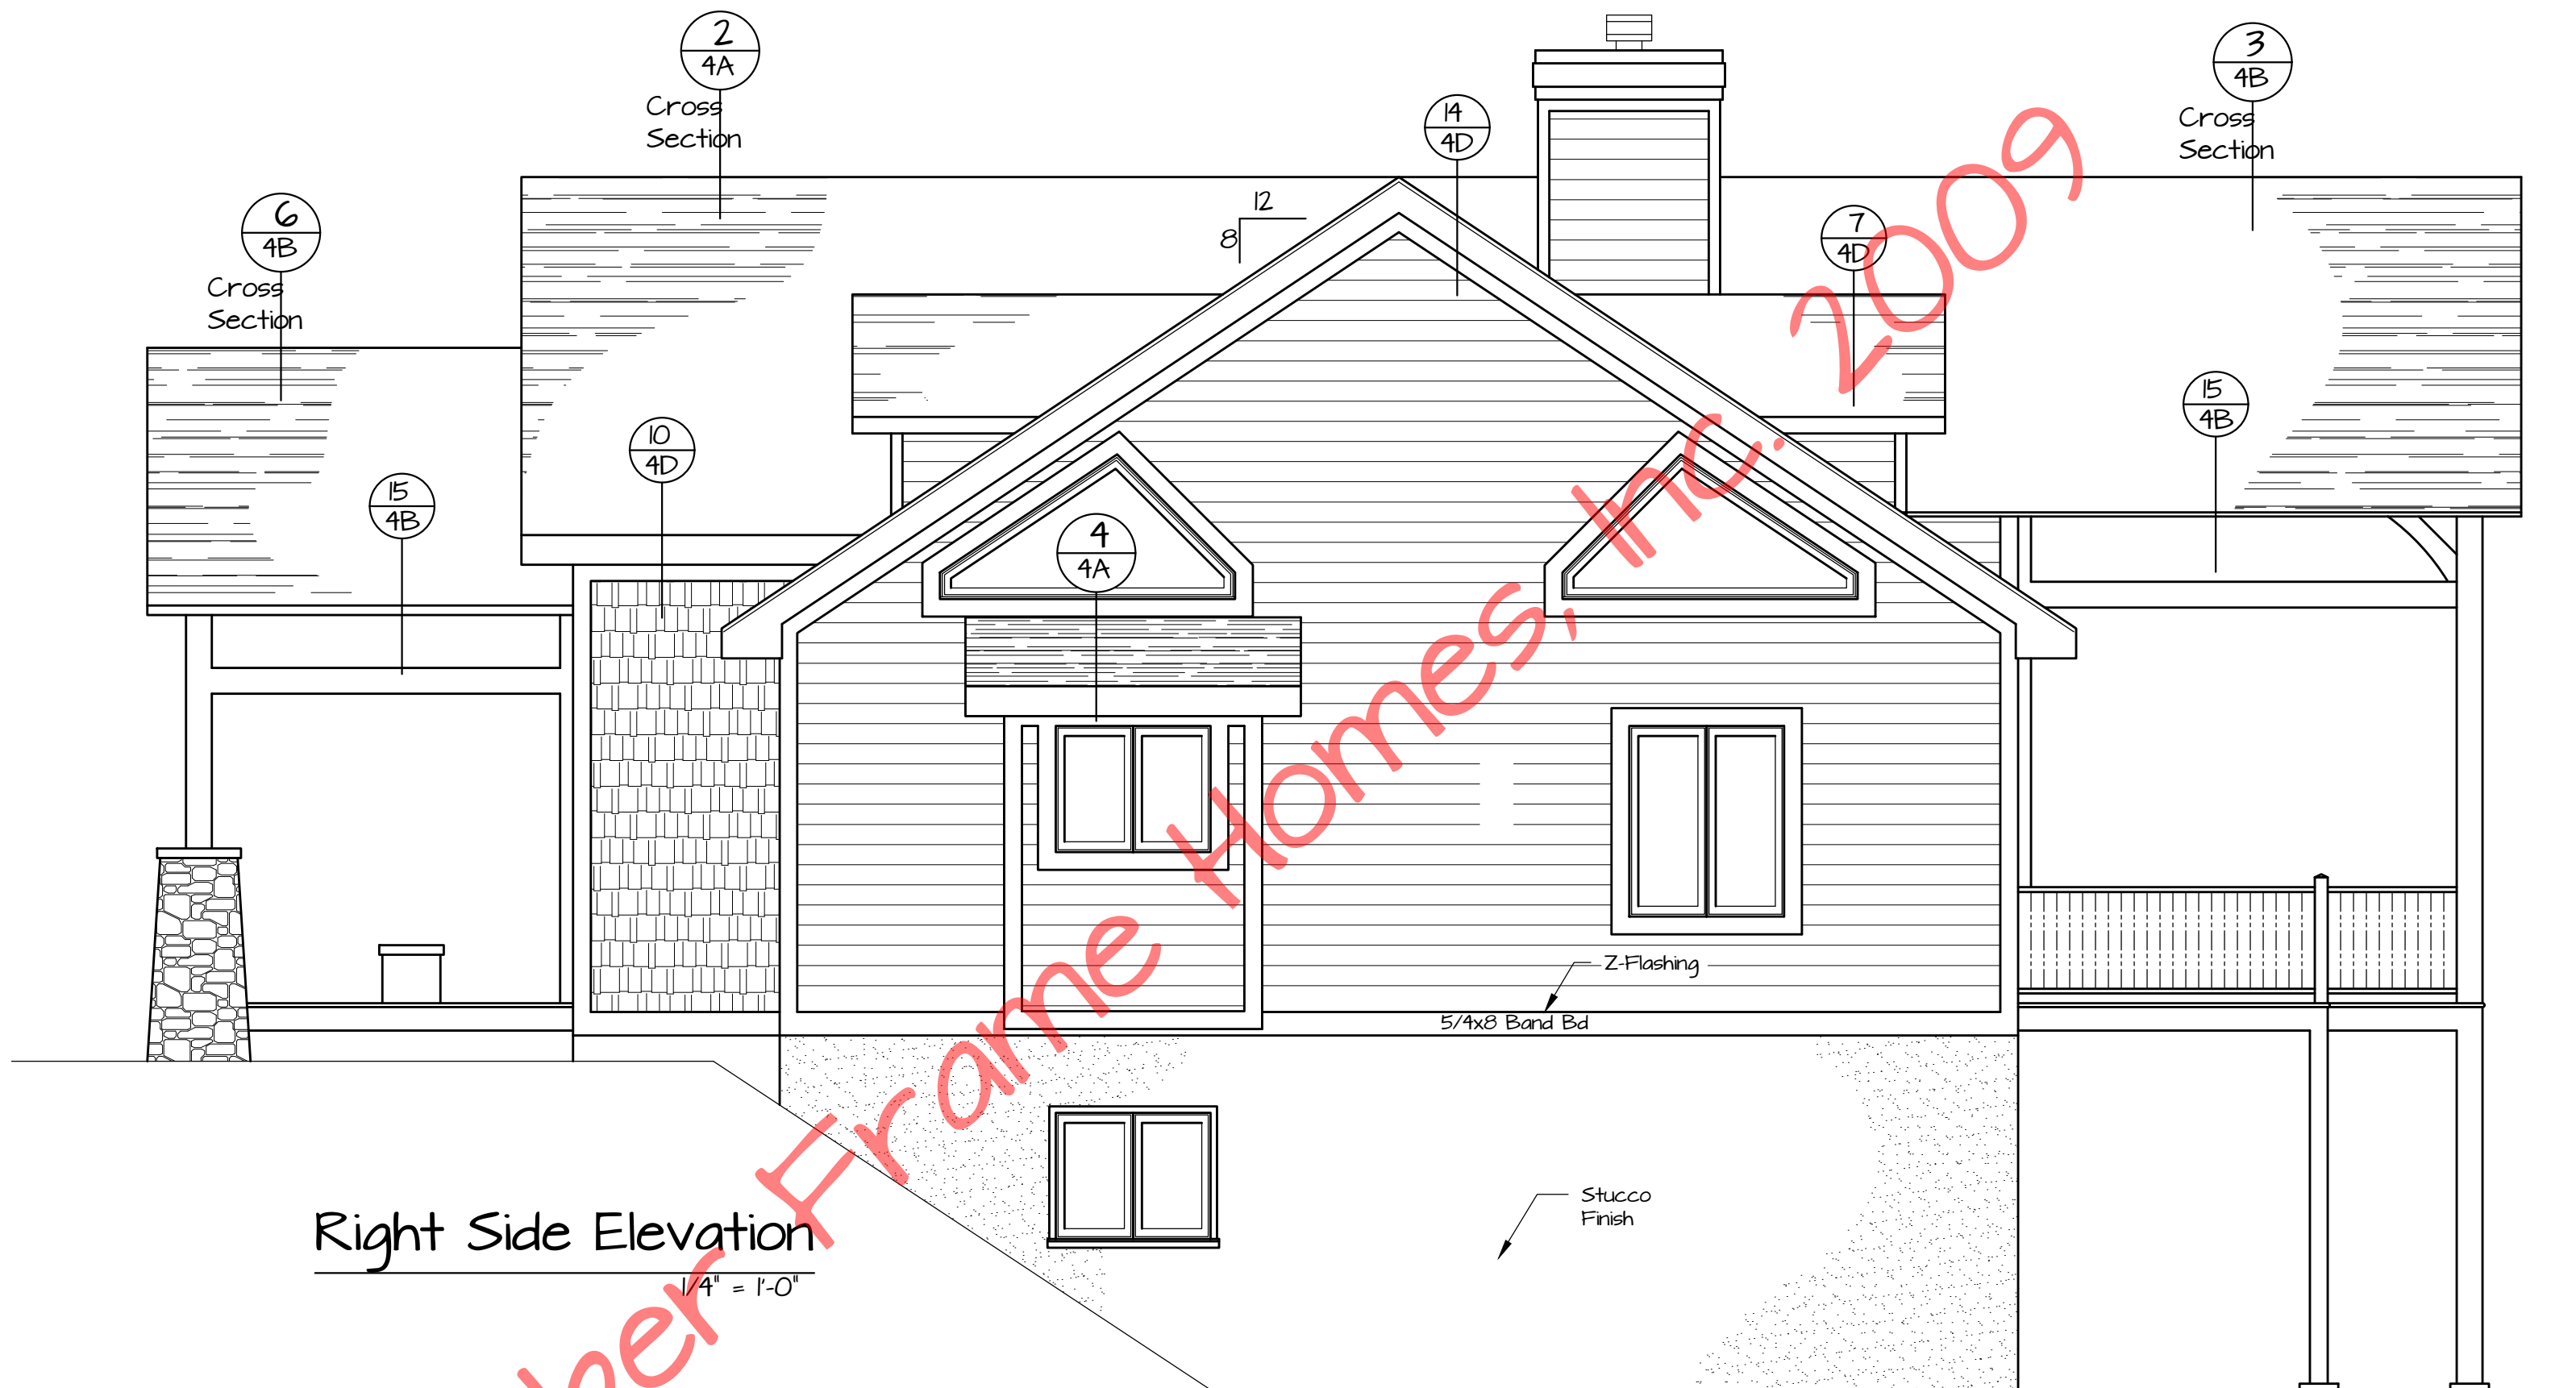 2
4A
Cross
Section
3
4B
Cross
Section
14
4D
6
4B
Cross
Section
12
8
7
4D
15
4B
10
4D
15
4B
4
4A
Z-Flashing
5/4x8 Band Bd
Stucco
Finish
Right Side Elevation
1/4" = 1'-0"
Frame Homes, Inc. 2009